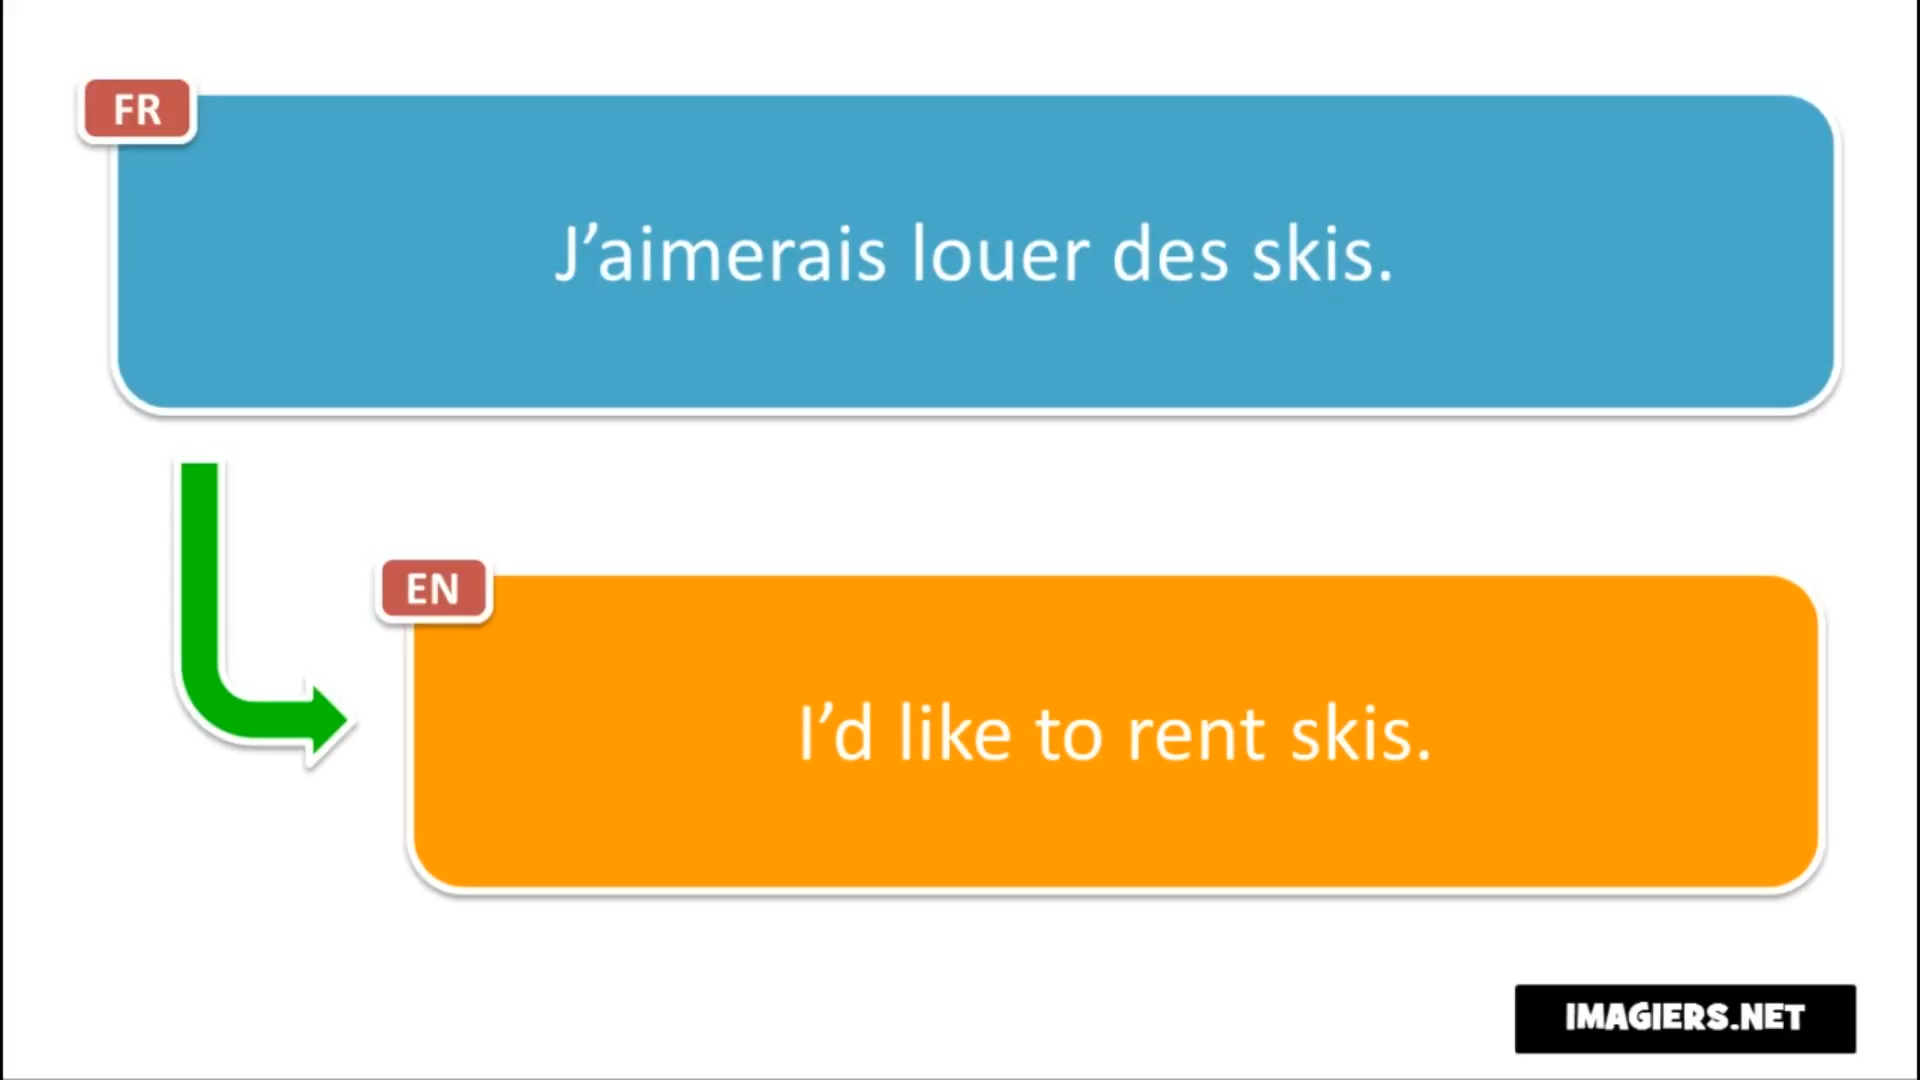 FR
J’aimerais louer des skis.
EN
I’d like to rent skis.
IMAGIERS.NET